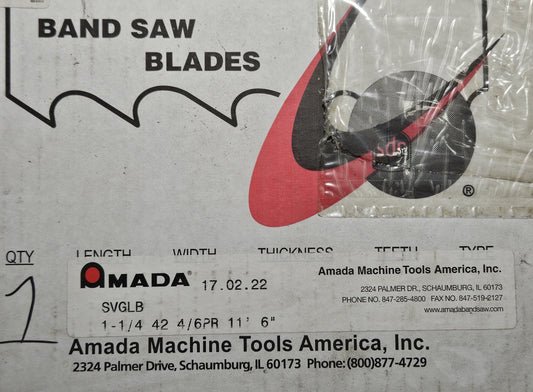 BAND SAW
BLADES
®
QTY LENGTH WIDTH THICKNESS TEETH TYPE
1
AMADA® 17.02.22
SVGLB
1-1/4 42 4/6PR 11' 6"
Amada Machine Tools America, Inc.
2324 PALMER DR., SCHAUMBURG, IL 60173
PHONE NO. 847-285-4800 FAX NO. 847-519-2127
www.amadabandsaw.com
Amada Machine Tools America, Inc.
2324 Palmer Drive, Schaumburg, IL 60173 Phone: (800)877-4729